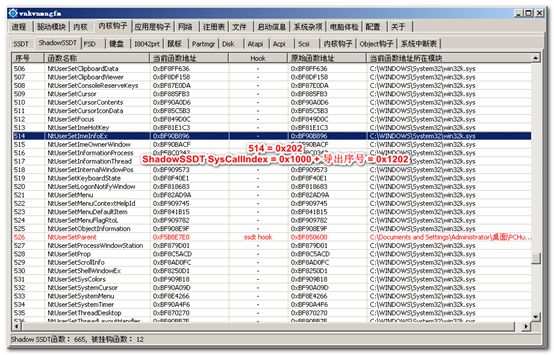 vnkvnangfm
进程 驱动模块 内核 内核钩子 应用层钩子 网络 注册表 文件 启动信息 系统杂项 电脑体检 配置 关于
SSDT ShadowSSDT FSD 键盘 I8042prt 鼠标 Partmgr Disk Atapi Acpi Scsi 内核钩子 Object钩子 系统中断表
序号 函数名称 当前函数地址 Hook 原始函数地址 当前函数地址所在模块
506 NtUserSetClipboardData 0xBF8FF636 - 0xBF8FF636 C:\WINDOWS\System32\win32k.sys
507 NtUserSetClipboardViewer 0xBF8DF158 - 0xBF8DF158 C:\WINDOWS\System32\win32k.sys
508 NtUserSetConsoleReserveKeys 0xBF87E0DA - 0xBF87E0DA C:\WINDOWS\System32\win32k.sys
509 NtUserSetCursor 0xBF885FB3 - 0xBF885FB3 C:\WINDOWS\System32\win32k.sys
510 NtUserSetCursorContents 0xBF90A6D0 - 0xBF90A6D0 C:\WINDOWS\System32\win32k.sys
511 NtUserSetCursorIconData 0xBF85C5D3 - 0xBF85C5D3 C:\WINDOWS\System32\win32k.sys
512 NtUserSetFocus 0xBF849D0C - 0xBF849D0C C:\WINDOWS\System32\win32k.sys
513 NtUserSetImeHotKey 0xBF81E1C3 - 0xBF81E1C3 C:\WINDOWS\System32\win32k.sys
514 NtUserSetImeInfoEx 0xBF90B896 - 0xBF90B896 C:\WINDOWS\System32\win32k.sys
515 NtUserSetImeOwnerWindow C:\WINDOWS\System32\win32k.sys
514 = 0x202
516 NtUserSetInformationProcess C:\WINDOWS\System32\win32k.sys
ShadowSSDT SysCallIndex = 0x1000 + 导出序号 = 0x1202
517 NtUserSetInformationThread C:\WINDOWS\System32\win32k.sys
518 NtUserSetInternalWindowPos 0xBF909573 - 0xBF909573 C:\WINDOWS\System32\win32k.sys
519 NtUserSetKeyboardState 0xBF8F40E1 - 0xBF8F40E1 C:\WINDOWS\System32\win32k.sys
520 NtUserSetLogonNotifyWindow 0xBF818683 - 0xBF818683 C:\WINDOWS\System32\win32k.sys
521 NtUserSetMenu 0xBF82AD9A - 0xBF82AD9A C:\WINDOWS\System32\win32k.sys
522 NtUserSetMenuContextHelpId 0xBF909745 - 0xBF909745 C:\WINDOWS\System32\win32k.sys
523 NtUserSetMenuDefaultItem 0xBF841B15 - 0xBF841B15 C:\WINDOWS\System32\win32k.sys
524 NtUserSetMenuFlagRtoL 0xBF909782 - 0xBF909782 C:\WINDOWS\System32\win32k.sys
525 NtUserSetObjectInformation 0xBF908E9F - 0xBF908E9F C:\WINDOWS\System32\win32k.sys
526 NtUserSetParent 0xF5B8E7E0 ssdt hook 0xBF850600 C:\Documents and Settings\Administrator\桌面\PCHu...
527 NtUserSetProcessWindowStation 0xBF879D01 - 0xBF879D01 C:\WINDOWS\System32\win32k.sys
528 NtUserSetProp 0xBF8C5ACD - 0xBF8C5ACD C:\WINDOWS\System32\win32k.sys
529 NtUserSetScrollInfo 0xBF8AD0FC - 0xBF8AD0FC C:\WINDOWS\System32\win32k.sys
530 NtUserSetShellWindowEx 0xBF8250D1 - 0xBF8250D1 C:\WINDOWS\System32\win32k.sys
531 NtUserSetSysColors 0xBF909B18 - 0xBF909B18 C:\WINDOWS\System32\win32k.sys
532 NtUserSetSystemCursor 0xBF90A09D - 0xBF90A09D C:\WINDOWS\System32\win32k.sys
533 NtUserSetSystemMenu 0xBF8E4266 - 0xBF8E4266 C:\WINDOWS\System32\win32k.sys
534 NtUserSetSystemTimer 0xBF90A4F6 - 0xBF90A4F6 C:\WINDOWS\System32\win32k.sys
535 NtUserSetThreadDesktop 0xBF870270 - 0xBF870270 C:\WINDOWS\System32\win32k.sys
Shadow SSDT函数: 665, 被挂钩函数: 12